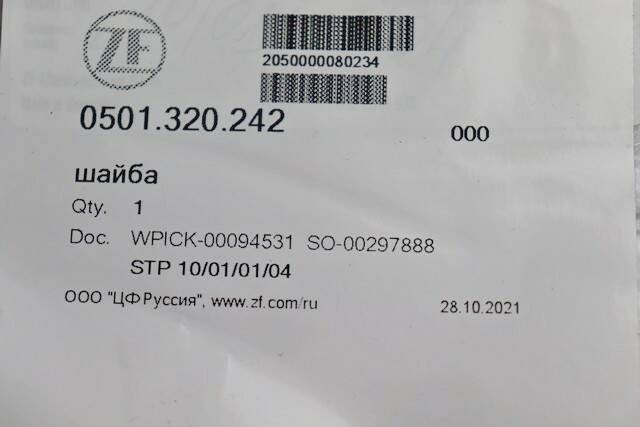 ZF
2050000080234
0501.320.242
000
шайба
Qty. 1
Doc. WPICK-00094531 SO-00297888
STP 10/01/01/04
ООО "ЦФ Руссия", www.zf.com/ru 28.10.2021